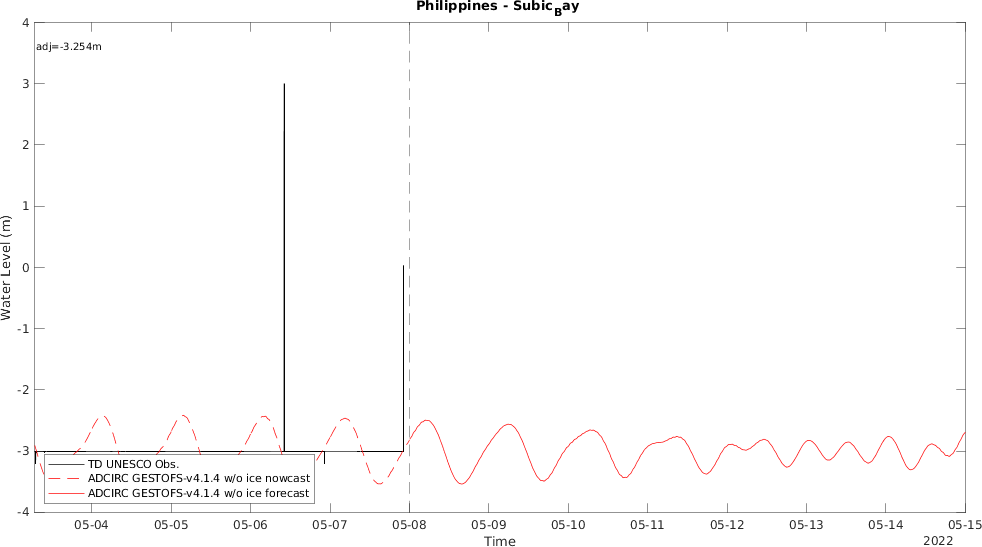 Philippines - Subic_Bay
adj=-3.254m
4
3
2
1
0
-1
-2
-3
-4
Water Level (m)
TD UNESCO Obs.
ADCIRC GESTOFS-v4.1.4 w/o ice nowcast
ADCIRC GESTOFS-v4.1.4 w/o ice forecast
05-04 05-05 05-06 05-07 05-08 05-09 05-10 05-11 05-12 05-13 05-14 05-15
Time
2022